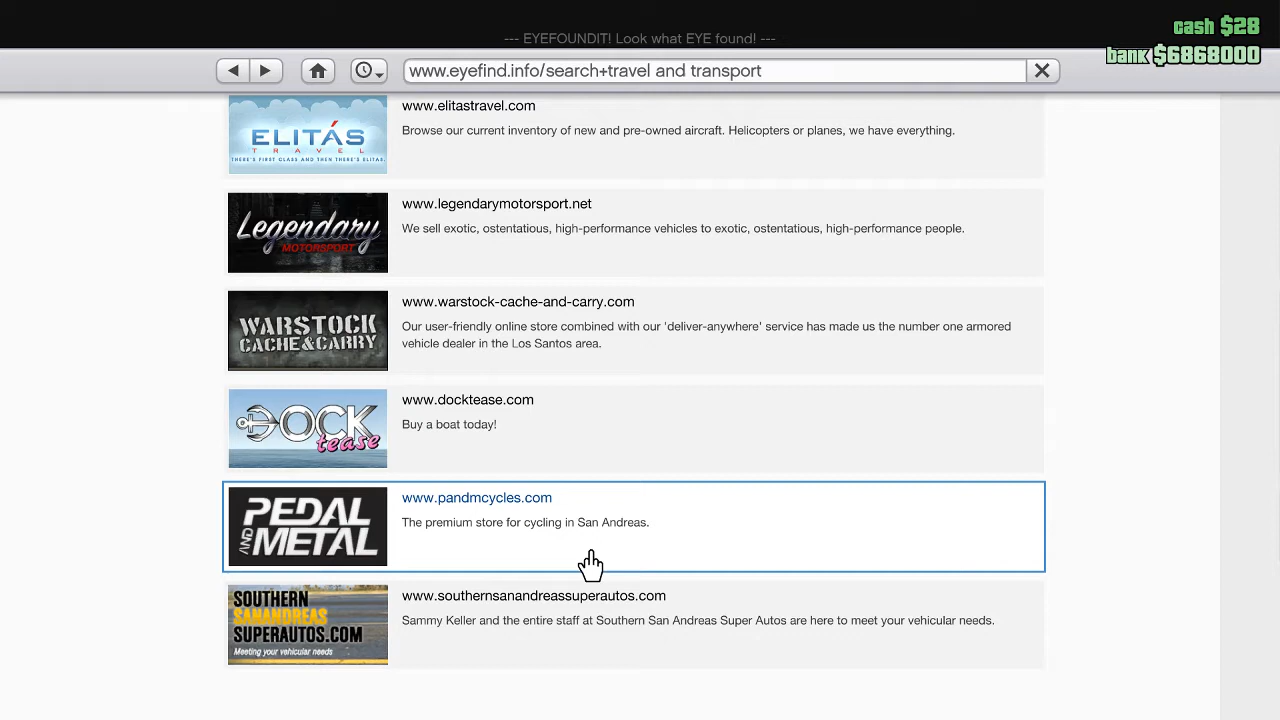 cash $28
--- EYEFOUNDIT! Look what EYE found! ---
bank $6868000
www.eyefind.info/search+travel and transport
ELITÁS
TRAVEL
THERE'S FIRST CLASS AND THEN THERE'S ELITAS.
www.elitastravel.com
Browse our current inventory of new and pre-owned aircraft. Helicopters or planes, we have everything.
Legendary
MOTORSPORT
www.legendarymotorsport.net
We sell exotic, ostentatious, high-performance vehicles to exotic, ostentatious, high-performance people.
WARSTOCK
CACHE&CARRY
www.warstock-cache-and-carry.com
Our user-friendly online store combined with our 'deliver-anywhere' service has made us the number one armored
vehicle dealer in the Los Santos area.
DOCK
tease
www.docktease.com
Buy a boat today!
PEDAL
AND METAL
www.pandmcycles.com
The premium store for cycling in San Andreas.
SOUTHERN
SANANDREAS
SUPERAUTOS.COM
Meeting your vehicular needs
www.southernsanandreassuperautos.com
Sammy Keller and the entire staff at Southern San Andreas Super Autos are here to meet your vehicular needs.